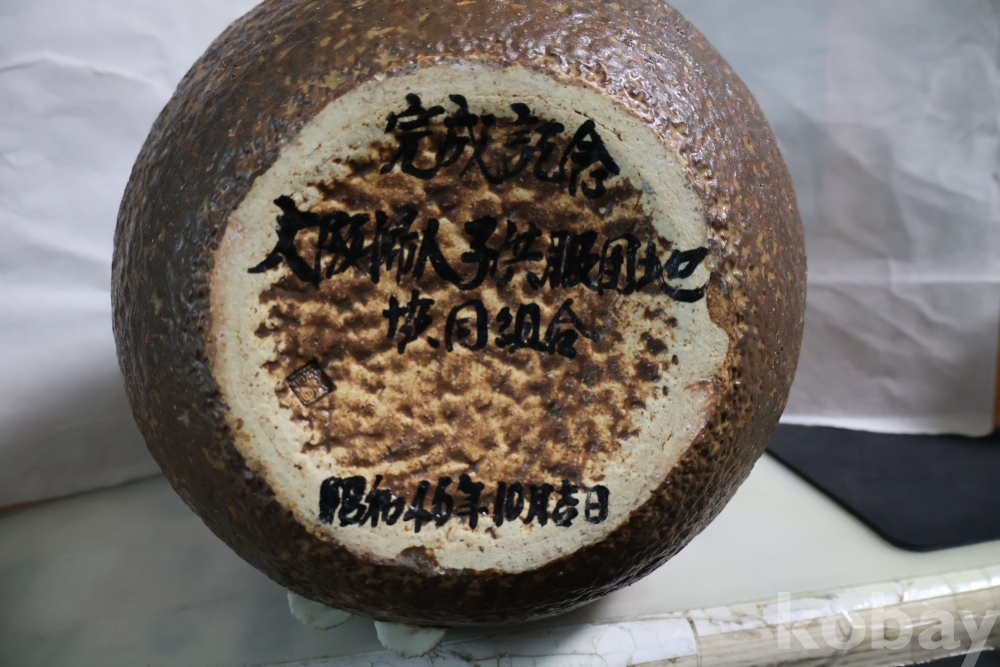 完成記念
大阪婦人子供服団地
協同組合
昭和46年10月吉日
kobay